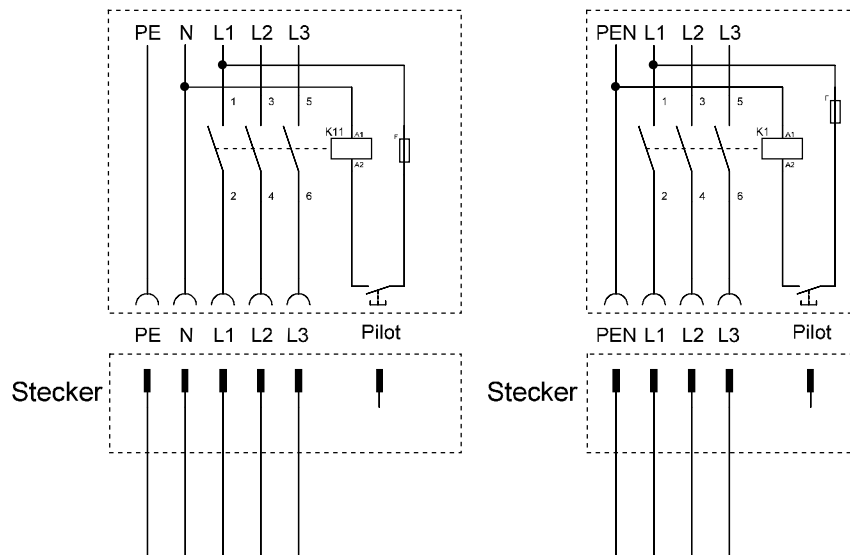 PE N L1 L2 L3
1 3 5
K11 A1
F
A2
2 4 6
PE N L1 L2 L3 Pilot
Stecker
PEN L1 L2 L3
1 3 5
K1 A1
A2
2 4 6
PEN L1 L2 L3 Pilot
Stecker